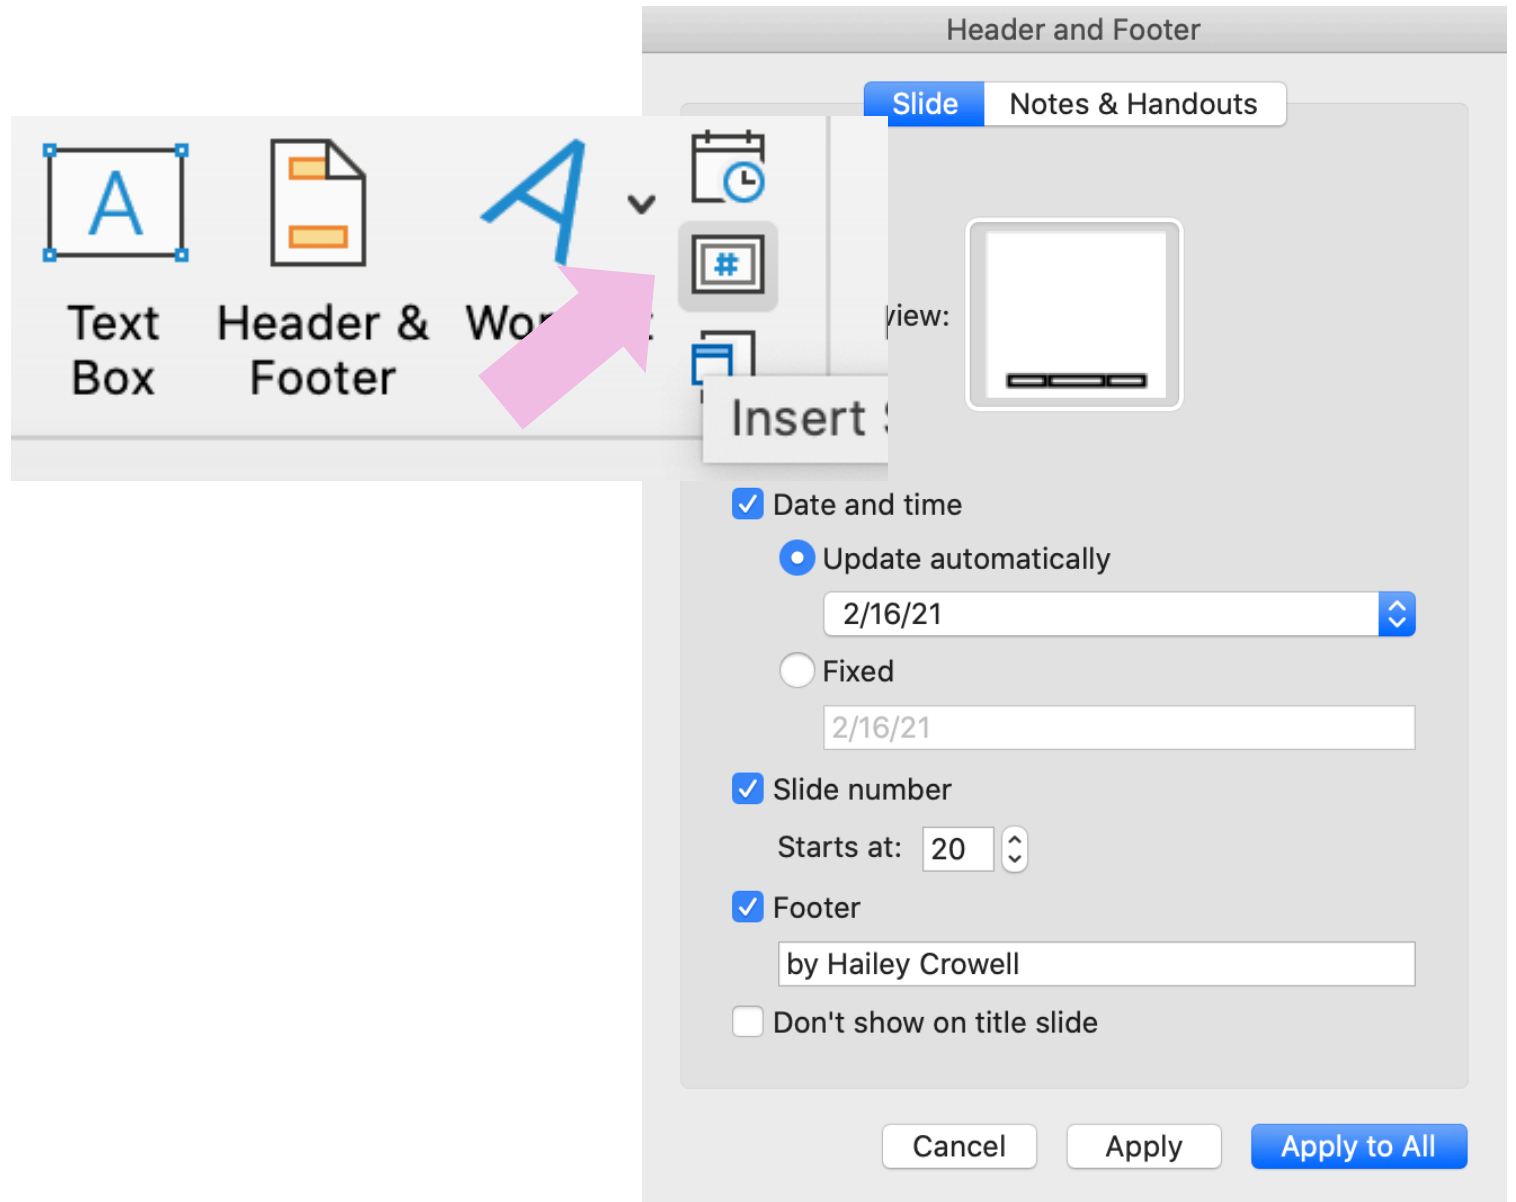 Header and Footer
Slide
Notes & Handouts
A
#
Text
Box
Header &
Footer
Insert
Date and time
Update automatically
2/16/21
Fixed
2/16/21
Slide number
Starts at: 20
Footer
by Hailey Crowell
Don't show on title slide
Cancel
Apply
Apply to All